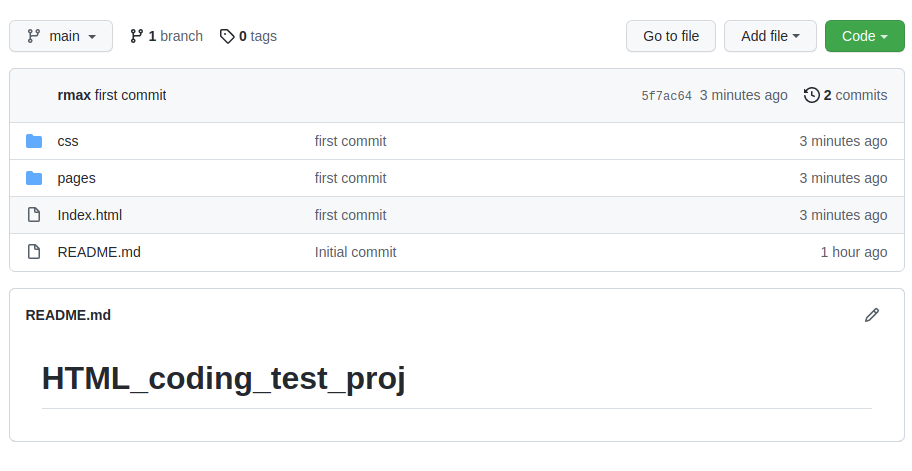 main 1 branch 0 tags Go to file Add file Code
rmax first commit 5f7ac64 3 minutes ago 2 commits
css first commit 3 minutes ago
pages first commit 3 minutes ago
Index.html first commit 3 minutes ago
README.md Initial commit 1 hour ago
README.md
HTML_coding_test_proj